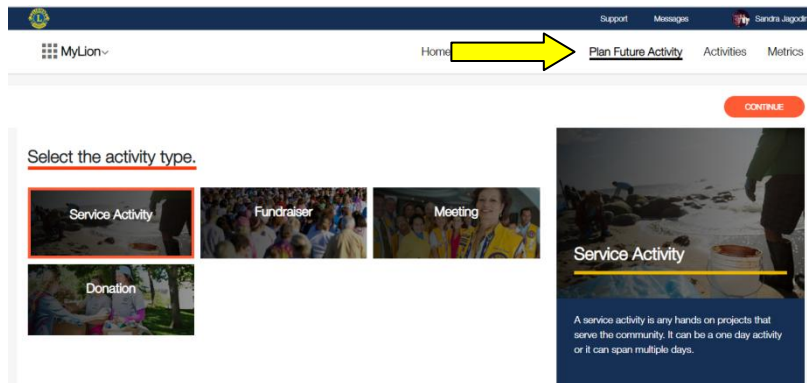 L
Support Messages Sandra Jagodin
MyLion
Home Plan Future Activity Activities Metrics
CONTINUE
Select the activity type.
Service Activity Fundraiser Meeting
Donation
Service Activity
A service activity is any hands on projects that
serve the community. It can be a one day activity
or it can span multiple days.